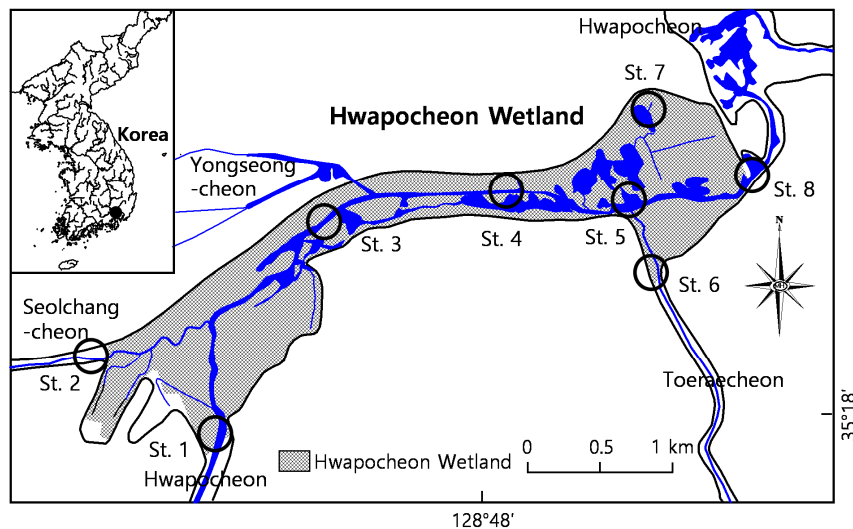 Hwapocheon
St. 7
Hwapocheon Wetland
Korea
Yongseong
-cheon
St. 8
St. 3
St. 4
St. 5
N
St. 6
Seolchang
-cheon
St. 2
Toeraecheon
35°18′
St. 1
0 0.5 1 km
Hwapocheon Wetland
Hwapocheon
128°48′